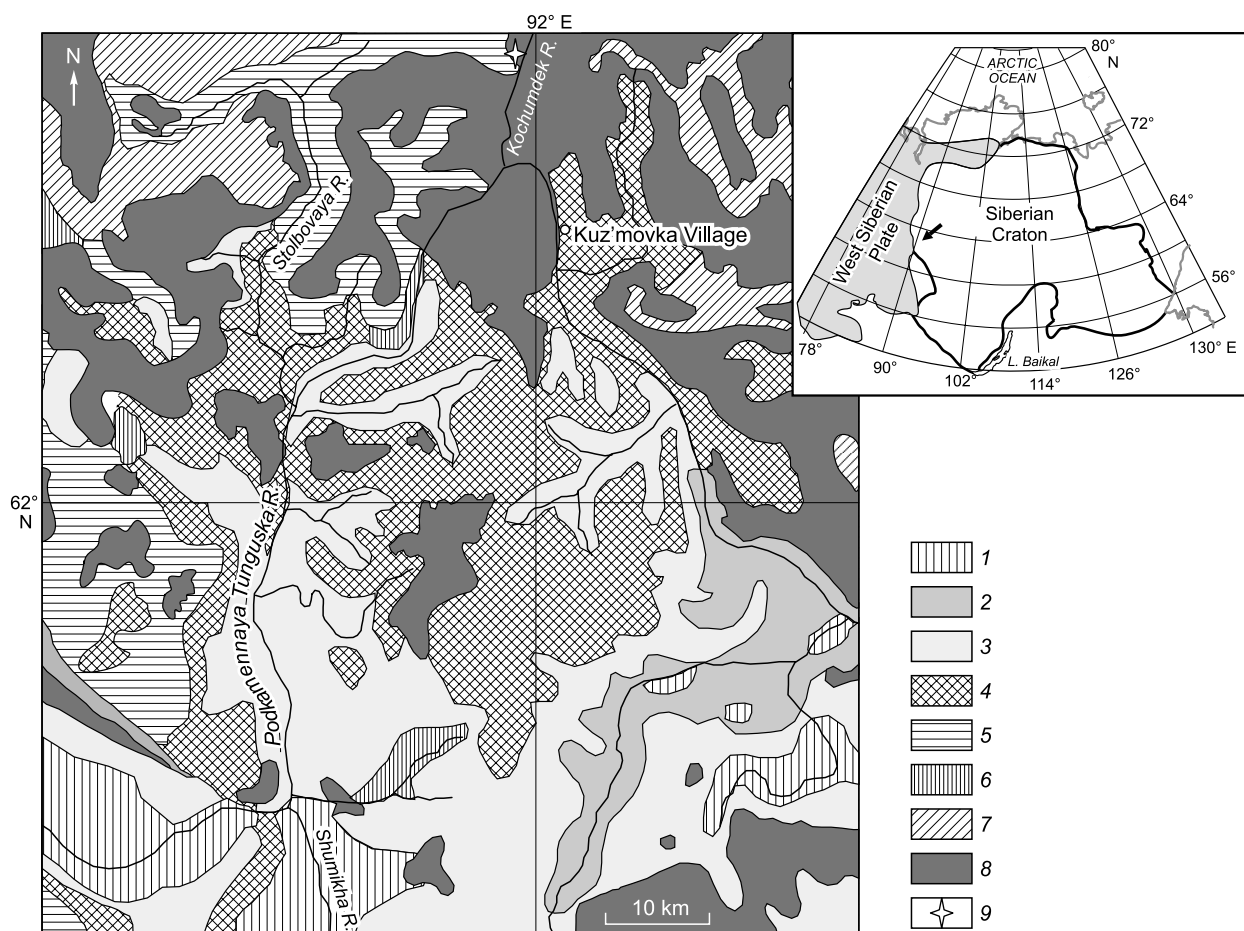 92° E
N
Kochumdek R.
Stolbovaya R.
Kuz'movka Village
62°
N
Podkamennaya Tunguska R.
Shumikha R.
10 km
ARCTIC
OCEAN
80°
N
72°
64°
56°
West Siberian
Plate
Siberian
Craton
L. Baikal
78°
90°
102°
114°
126°
130° E
1
2
3
4
5
6
7
8
9